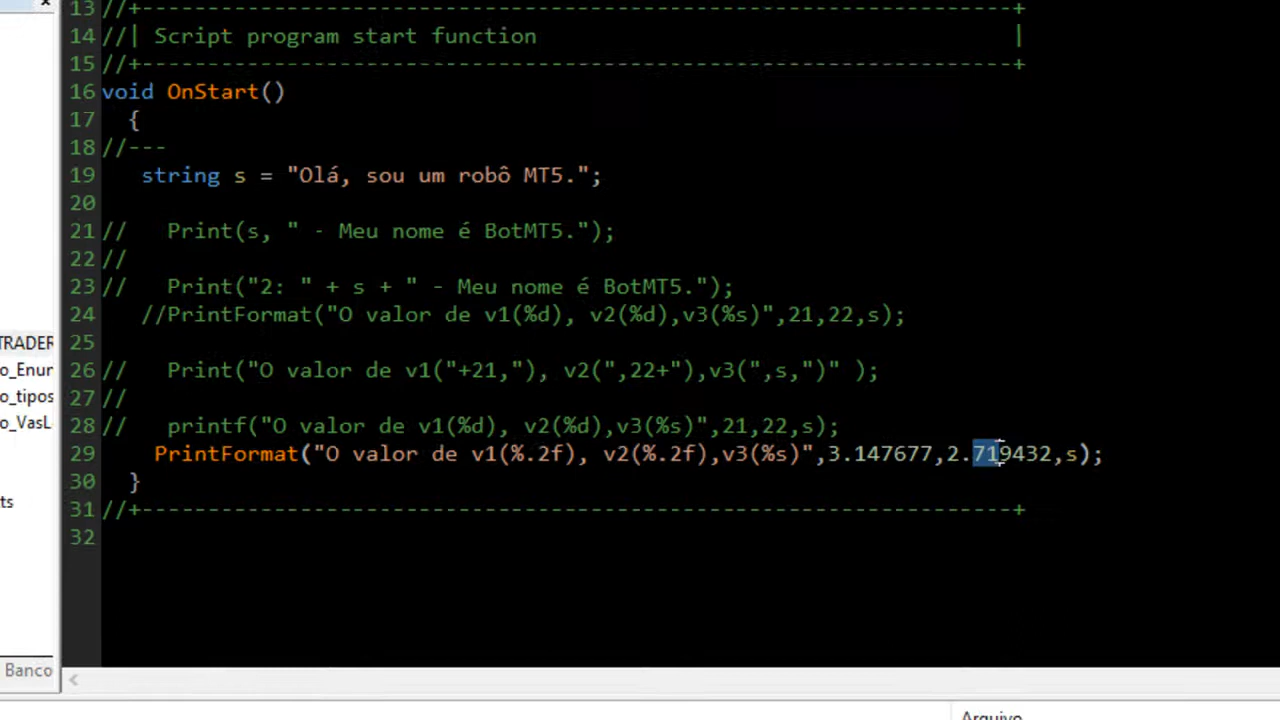 13 //+------------------------------------------------------------------+
14 //| Script program start function                                    |
15 //+------------------------------------------------------------------+
16 void OnStart()
17   {
18 //---
19    string s = "Olá, sou um robô MT5.";
20
21 //   Print(s, " - Meu nome é BotMT5.");
22 //
23 //   Print("2: " + s + " - Meu nome é BotMT5.");
24    //PrintFormat("O valor de v1(%d), v2(%d),v3(%s)",21,22,s);
25
26 //   Print("O valor de v1("+21,"), v2(",22+"),v3(",s,")" );
27 //
28 //   printf("O valor de v1(%d), v2(%d),v3(%s)",21,22,s);
29     PrintFormat("O valor de v1(%.2f), v2(%.2f),v3(%s)",3.147677,2.719432,s);
30   }
31 //+------------------------------------------------------------------+
32
TRADER
o_Enur
o_tipos
o_VasL
ts
Banco
Arquivo